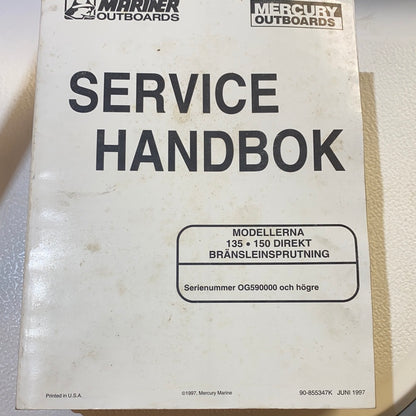 MARINER
OUTBOARDS
MERCURY
OUTBOARDS
SERVICE
HANDBOK
MODELLERNA
135 • 150 DIREKT
BRÄNSLEINSPRUTNING
Serienummer OG590000 och högre
Printed in U.S.A.
©1997, Mercury Marine
90-855347K JUNI 1997